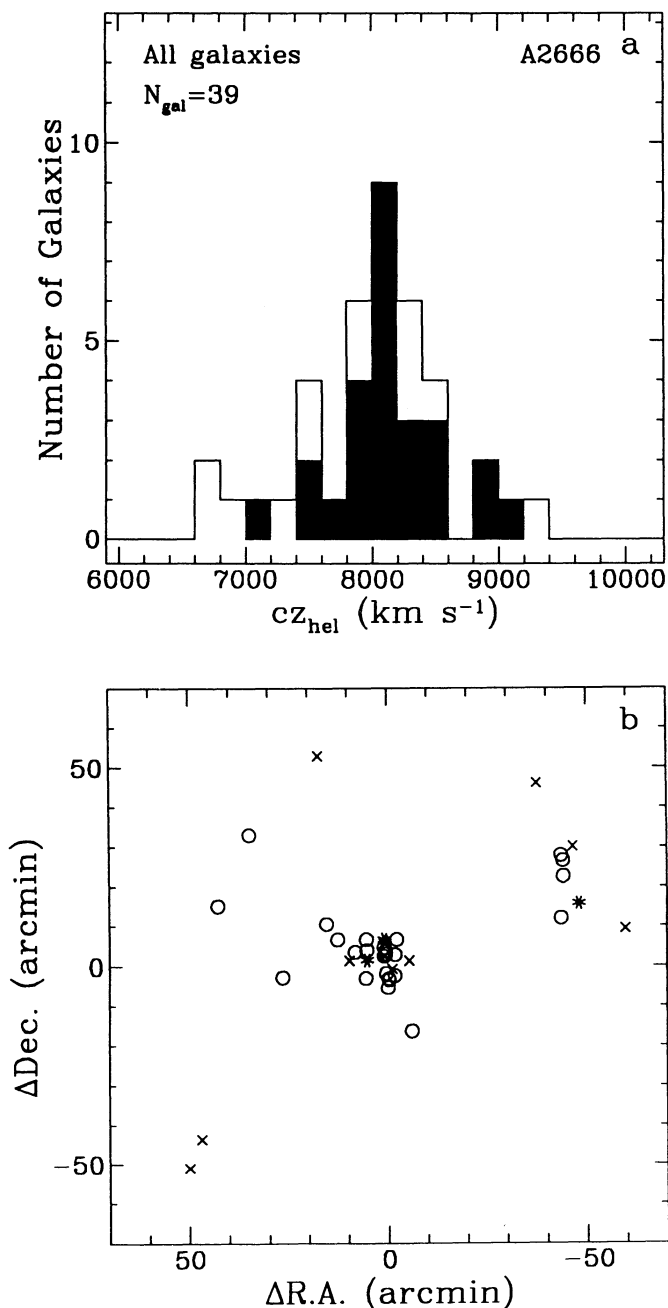 All galaxies A2666 a
N_gal=39
10
5
0
Number of Galaxies
6000 7000 8000 9000 10000
cz_hel (km s⁻¹)
b
50
0
−50
ΔDec. (arcmin)
50 0 −50
ΔR.A. (arcmin)